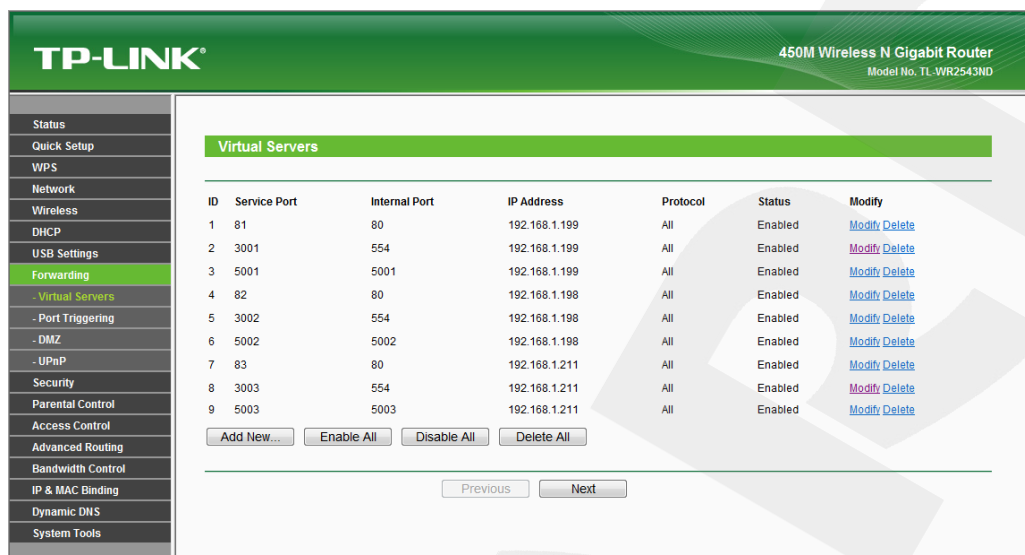 TP-LINK®
450M Wireless N Gigabit Router
Model No. TL-WR2543ND
Status
Quick Setup
WPS
Network
Wireless
DHCP
USB Settings
Forwarding
- Virtual Servers
- Port Triggering
- DMZ
- UPnP
Security
Parental Control
Access Control
Advanced Routing
Bandwidth Control
IP & MAC Binding
Dynamic DNS
System Tools
Virtual Servers
ID Service Port Internal Port IP Address Protocol Status Modify
1 81 80 192.168.1.199 All Enabled Modify Delete
2 3001 554 192.168.1.199 All Enabled Modify Delete
3 5001 5001 192.168.1.199 All Enabled Modify Delete
4 82 80 192.168.1.198 All Enabled Modify Delete
5 3002 554 192.168.1.198 All Enabled Modify Delete
6 5002 5002 192.168.1.198 All Enabled Modify Delete
7 83 80 192.168.1.211 All Enabled Modify Delete
8 3003 554 192.168.1.211 All Enabled Modify Delete
9 5003 5003 192.168.1.211 All Enabled Modify Delete
Add New... Enable All Disable All Delete All
Previous Next